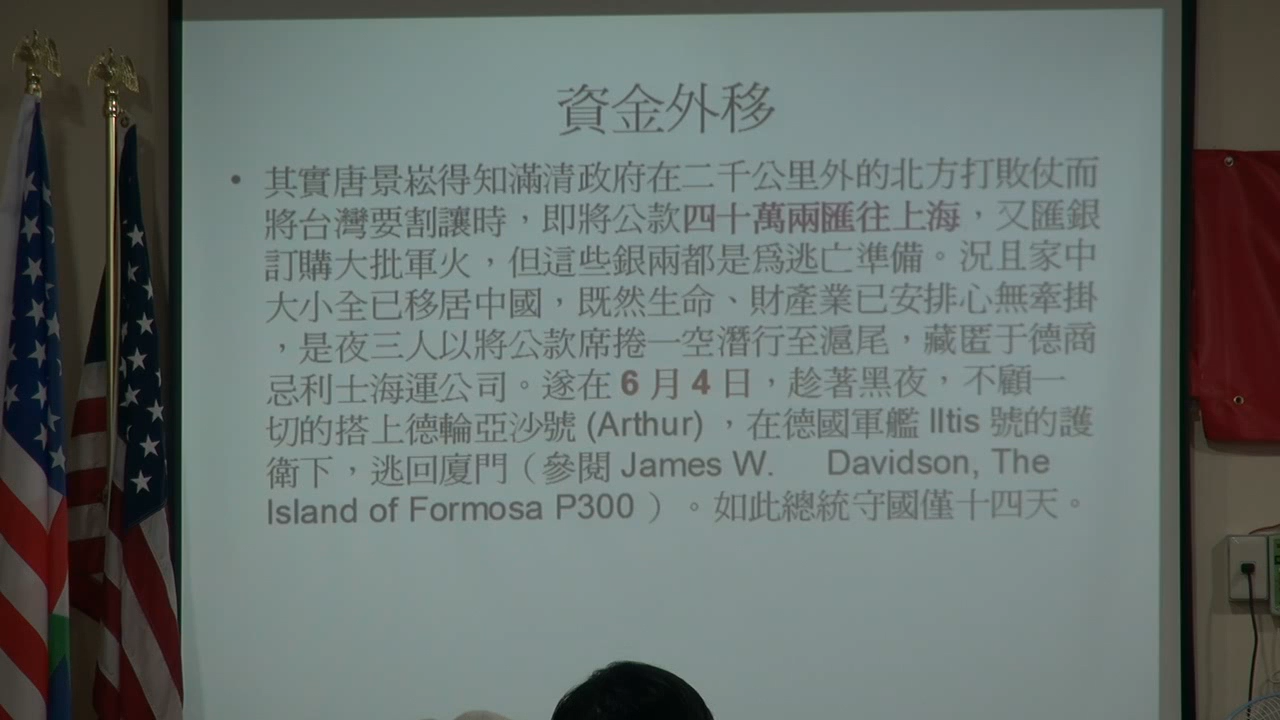 資金外移
• 其實唐景崧得知滿清政府在二千公里外的北方打敗仗而
將台灣要割讓時，即將公款四十萬兩匯往上海，又匯銀
訂購大批軍火，但這些銀兩都是爲逃亡準備。況且家中
大小全已移居中國，既然生命、財產業已安排心無牽掛
，是夜三人以將公款席捲一空潛行至滬尾，藏匿于德商
忌利士海運公司。遂在 6 月 4 日，趁著黑夜，不顧一
切的搭上德輪亞沙號 (Arthur) ，在德國軍艦 lltis 號的護
衛下，逃回廈門（參閱 James W. Davidson, The
Island of Formosa P300 ）。如此總統守國僅十四天。